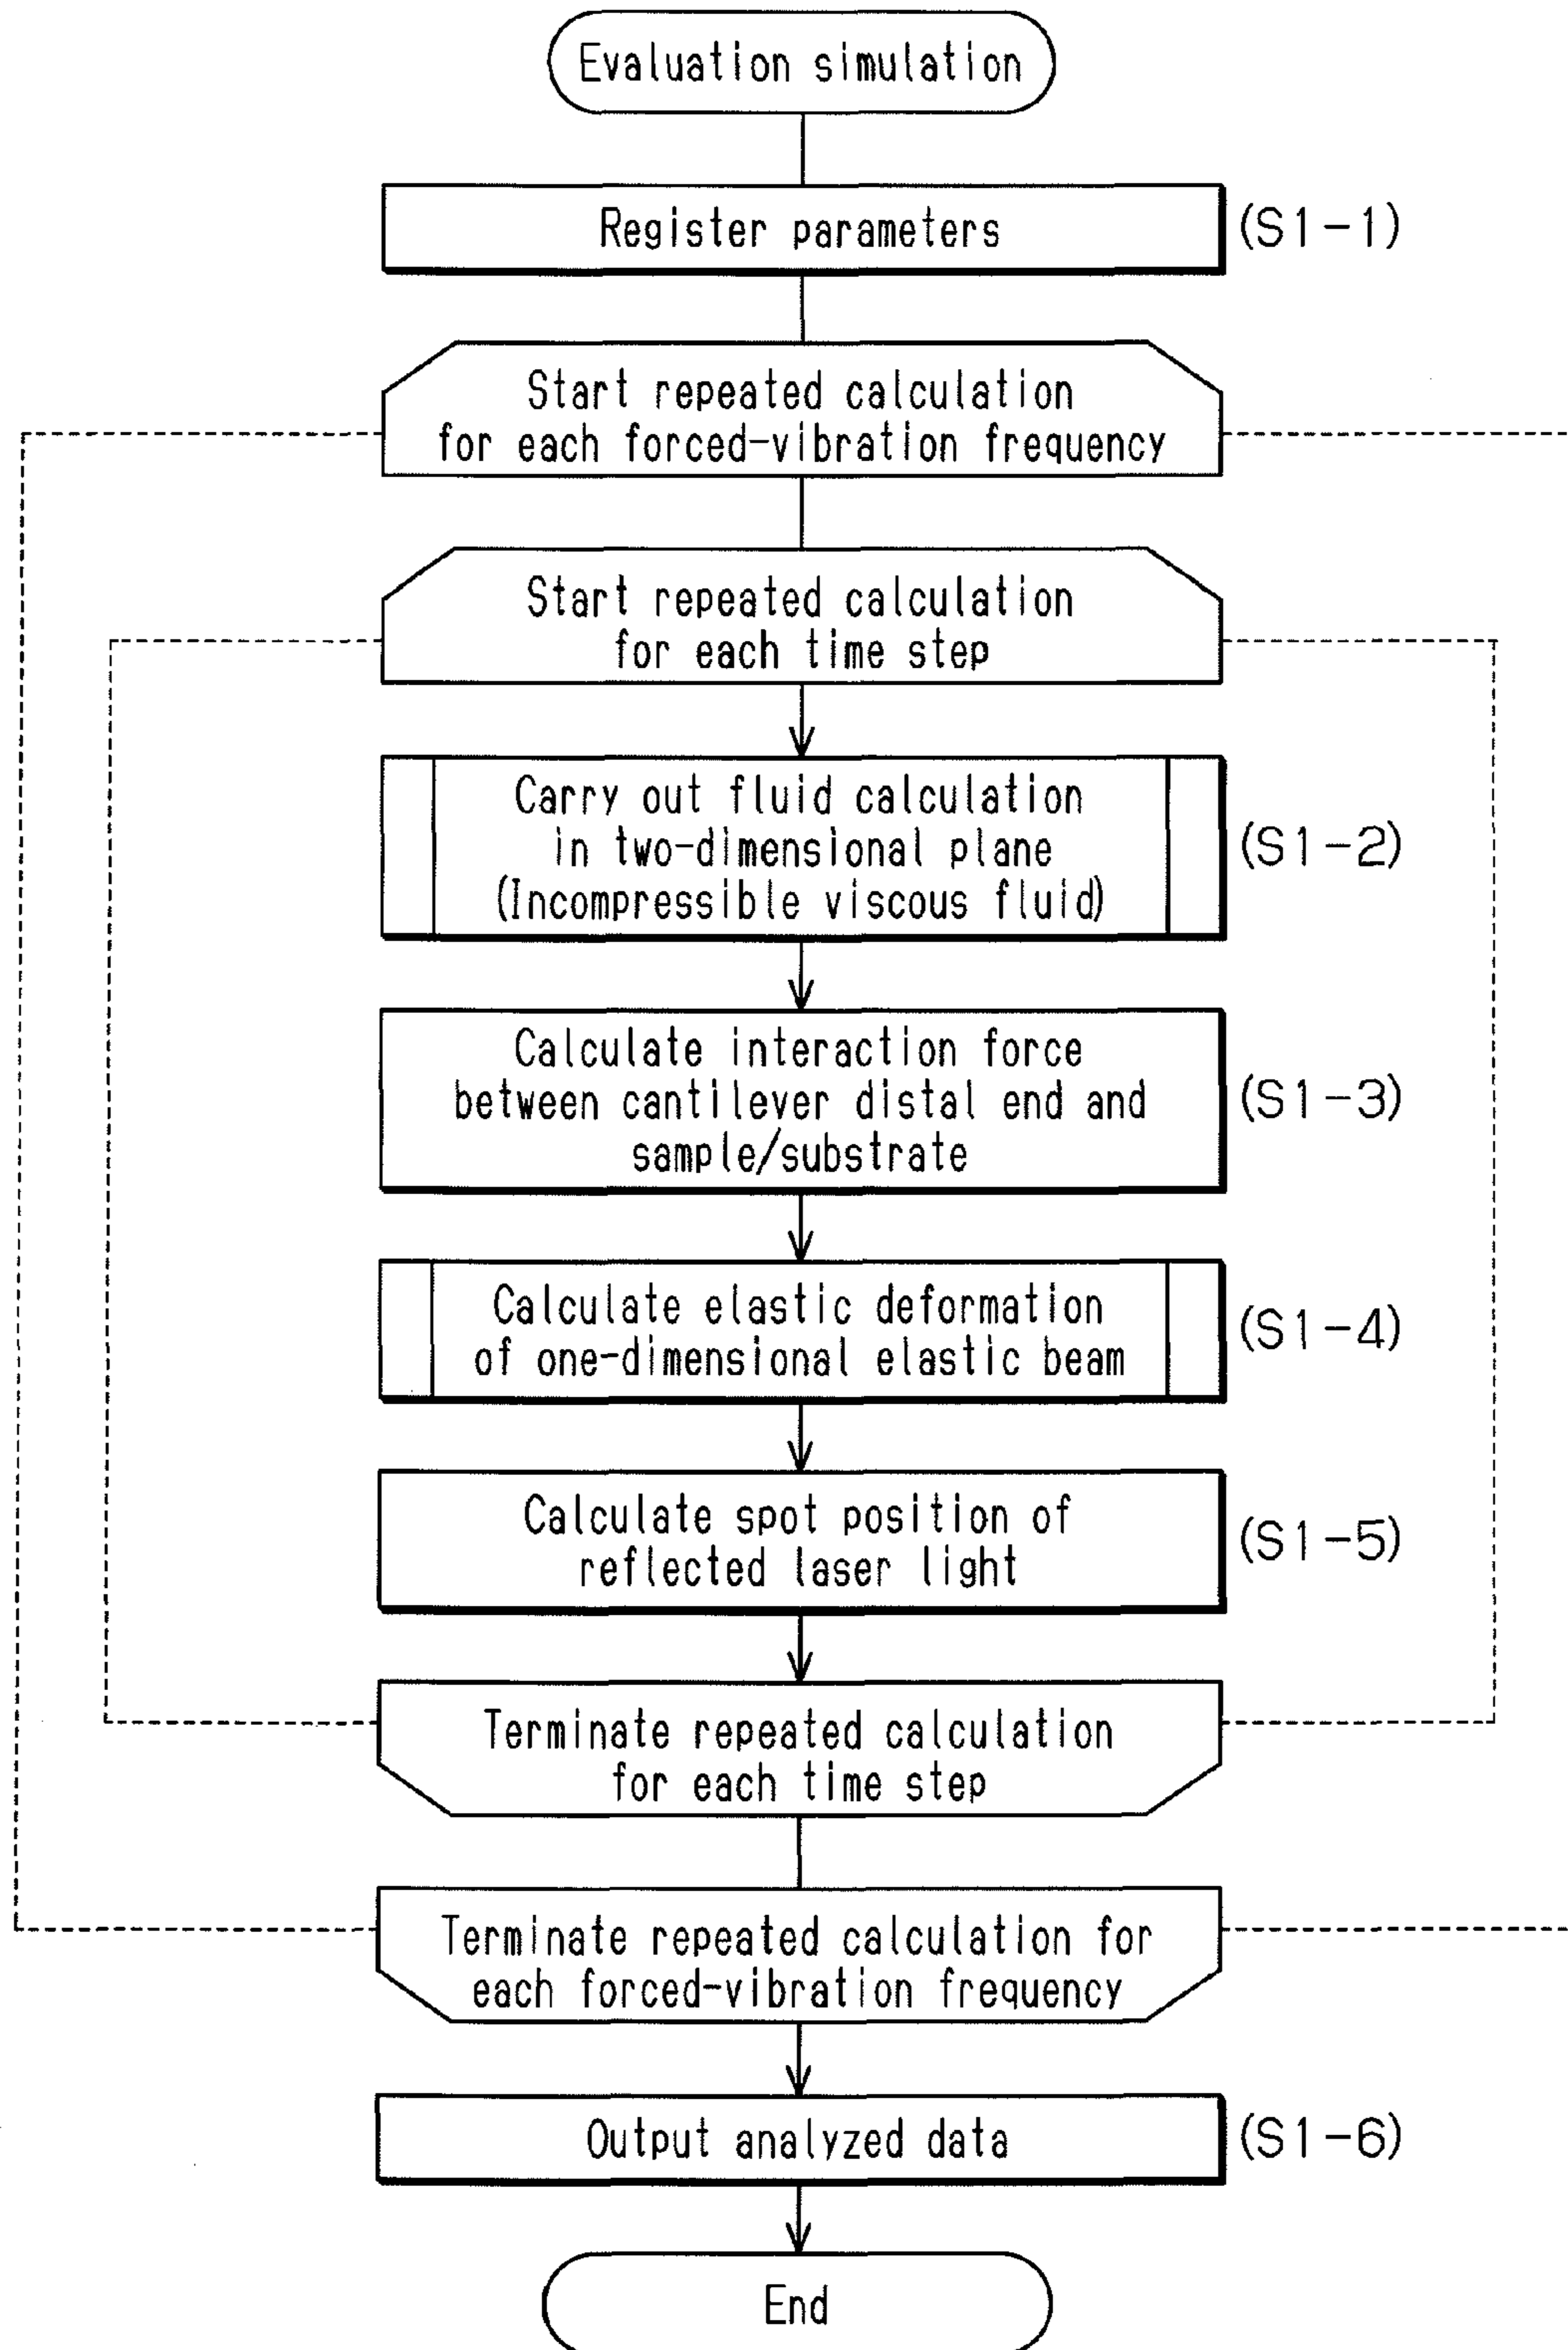 Evaluation simulation
Register parameters
(S1-1)
Start repeated calculation
for each forced-vibration frequency
Start repeated calculation
for each time step
Carry out fluid calculation
in two-dimensional plane
(Incompressible viscous fluid)
(S1-2)
Calculate interaction force
between cantilever distal end and
sample/substrate
(S1-3)
Calculate elastic deformation
of one-dimensional elastic beam
(S1-4)
Calculate spot position of
reflected laser light
(S1-5)
Terminate repeated calculation
for each time step
Terminate repeated calculation for
each forced-vibration frequency
Output analyzed data
(S1-6)
End